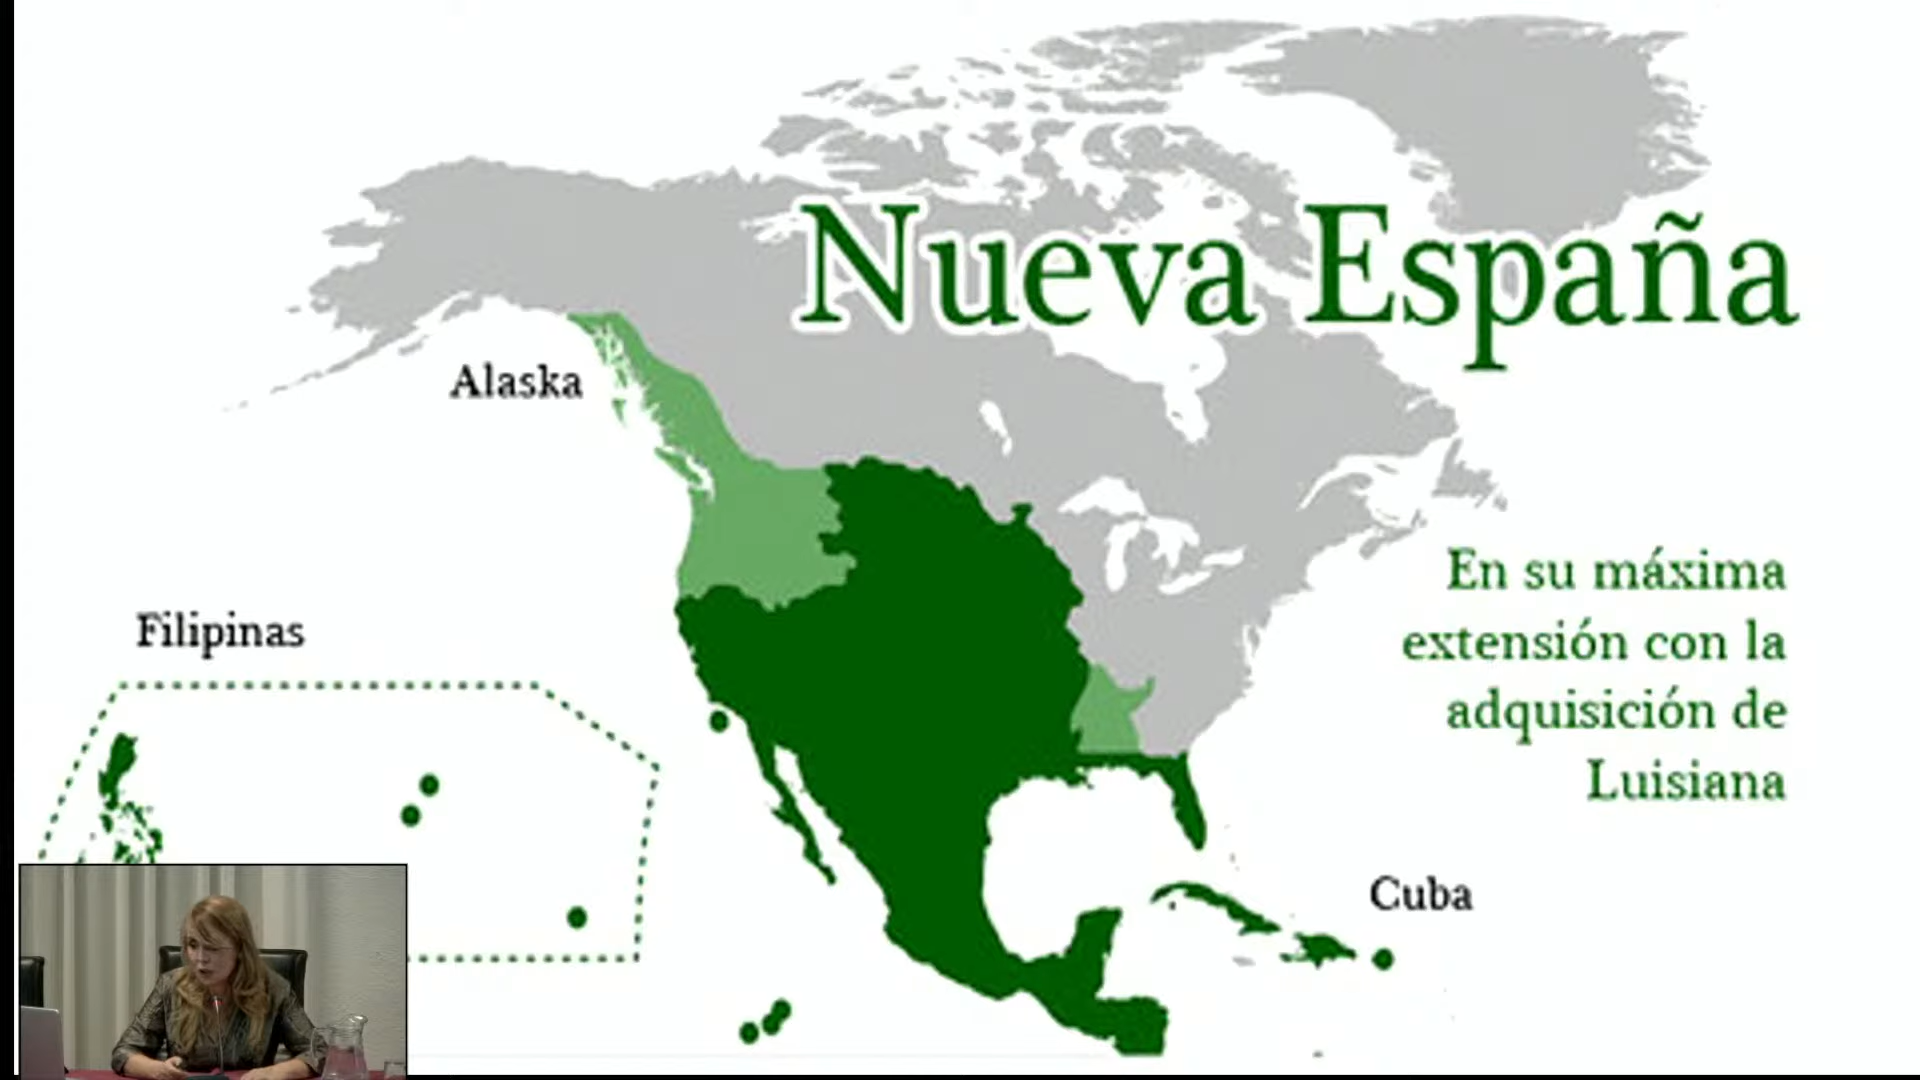 Nueva España
Alaska
En su máxima
extensión con la
adquisición de
Luisiana
Filipinas
Cuba